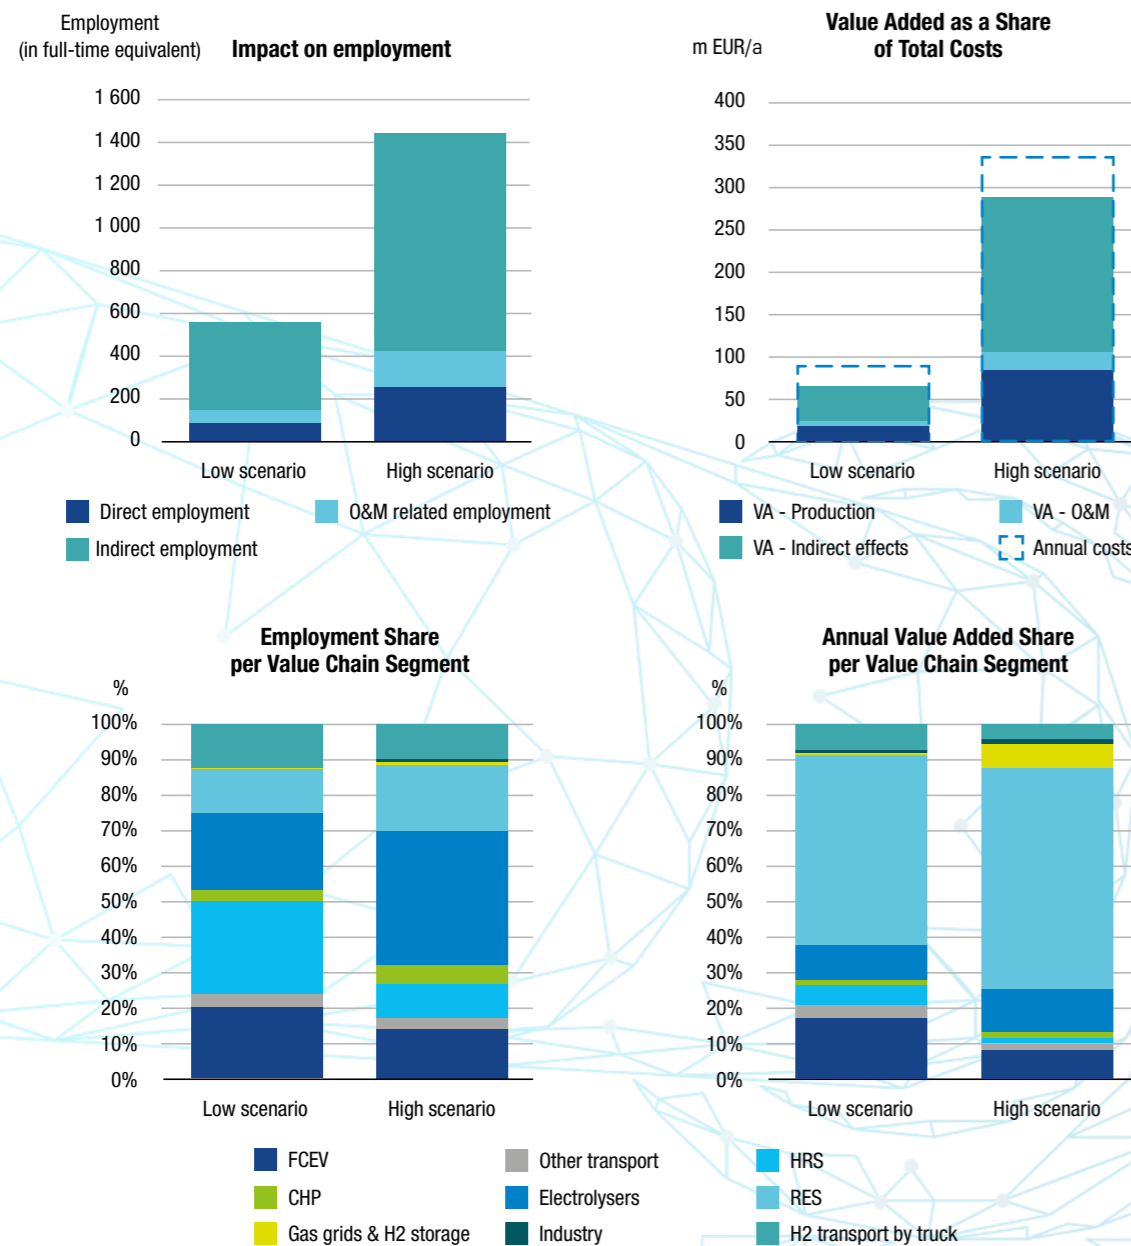 Employment
(in full-time equivalent)
Impact on employment
1 600
1 400
1 200
1 000
800
600
400
200
0
Low scenario
High scenario
Direct employment
O&M related employment
Indirect employment
Value Added as a Share
of Total Costs
m EUR/a
400
350
300
250
200
150
100
50
0
Low scenario
High scenario
VA - Production
VA - O&M
VA - Indirect effects
Annual costs
Employment Share
per Value Chain Segment
%
100%
90%
80%
70%
60%
50%
40%
30%
20%
10%
0%
Low scenario
High scenario
Annual Value Added Share
per Value Chain Segment
%
100%
90%
80%
70%
60%
50%
40%
30%
20%
10%
0%
Low scenario
High scenario
FCEV
Other transport
HRS
CHP
Electrolysers
RES
Gas grids & H2 storage
Industry
H2 transport by truck